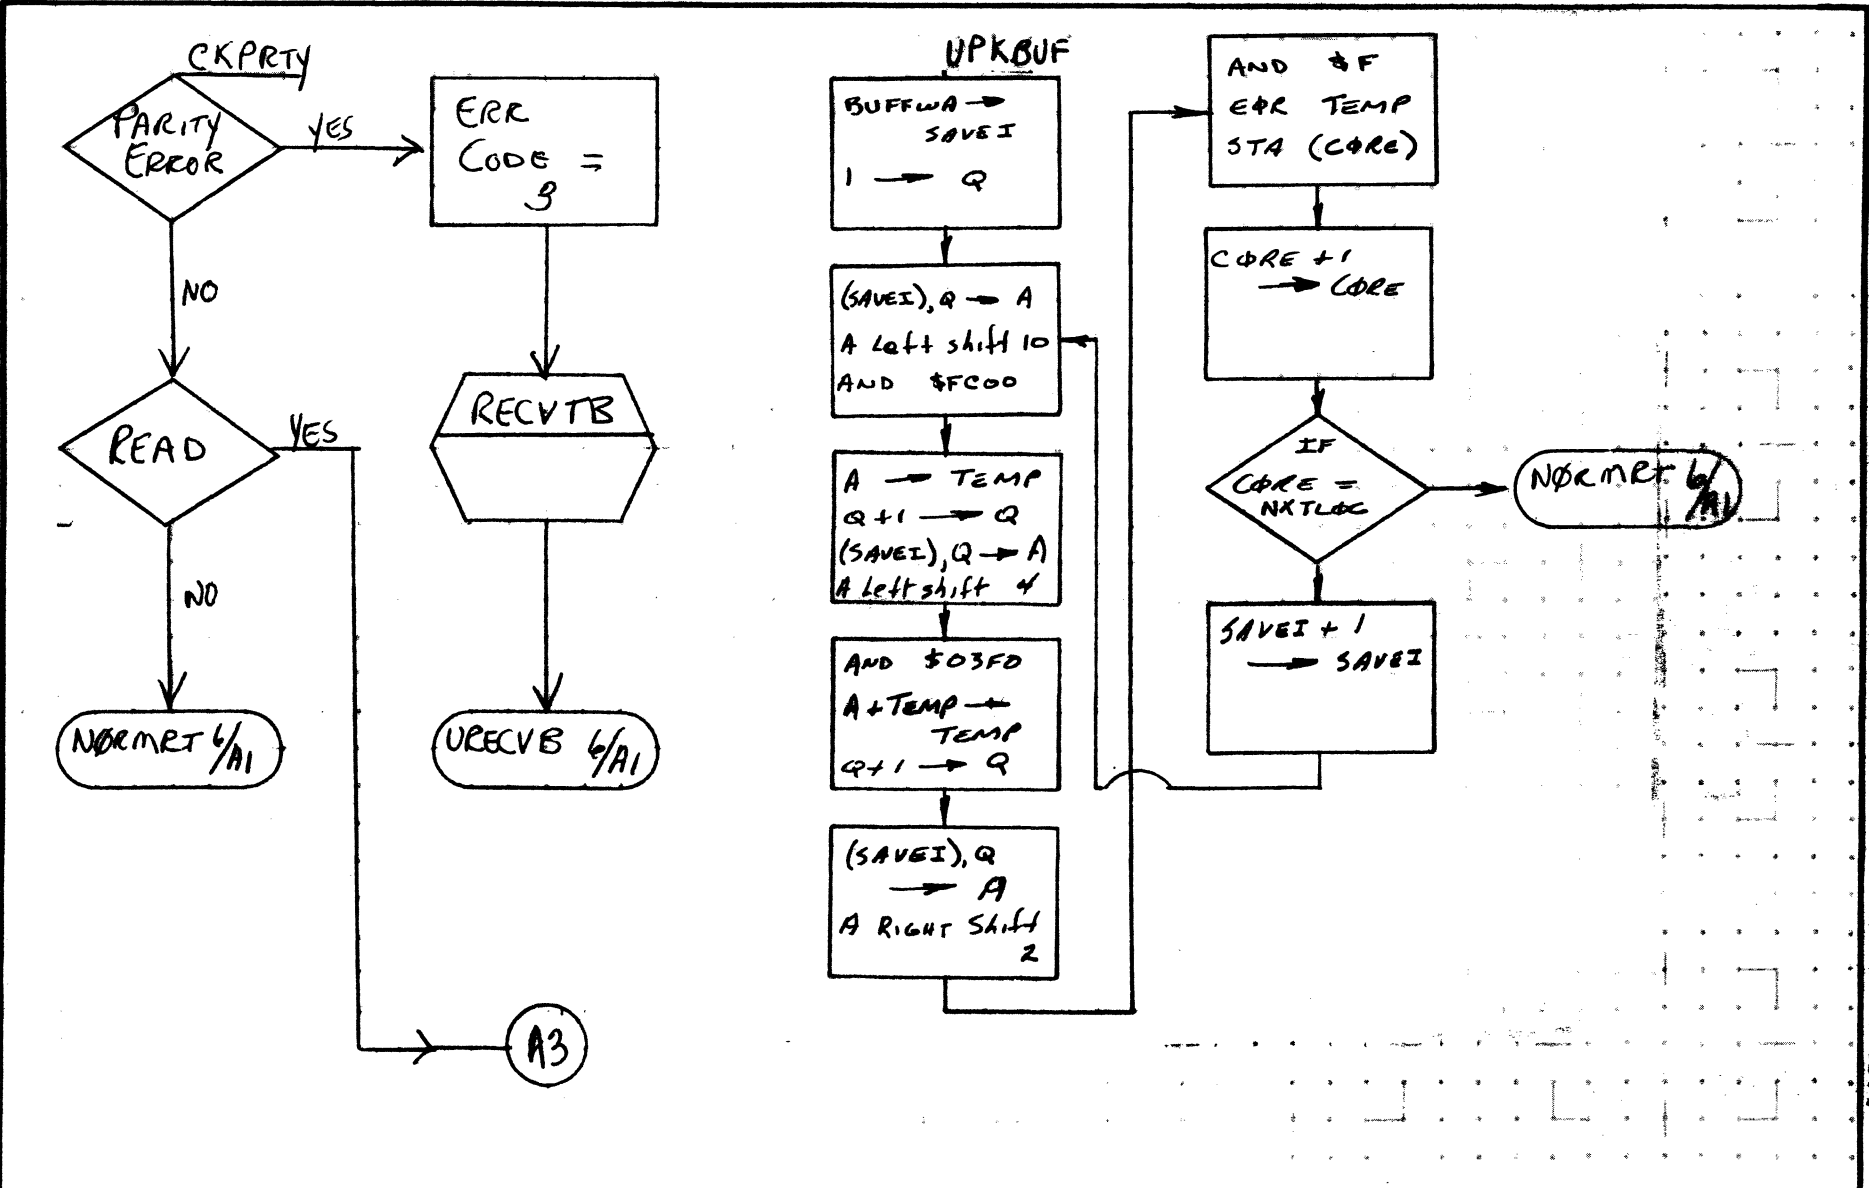 CKPRTY
PARITY
ERROR
YES
ERR
CODE =
3
NO
READ
YES
RECVTB
NO
NØRMRT 6/A1
URECVB 6/A1
A3
UPKBUF
BUFFWA →
SAVEI
1 → Q
(SAVEI), Q → A
A Left shift 10
AND $FC00
A → TEMP
Q+1 → Q
(SAVEI), Q → A
A Left shift 4
AND $03F0
A + TEMP →
TEMP
Q+1 → Q
(SAVEI), Q
→ A
A RIGHT Shift
2
AND $F
EØR TEMP
STA (CØRE)
CØRE +1
→ CØRE
IF
CØRE =
NXTLØC
NØRMRT 6/A1
SAVEI + 1
→ SAVEI